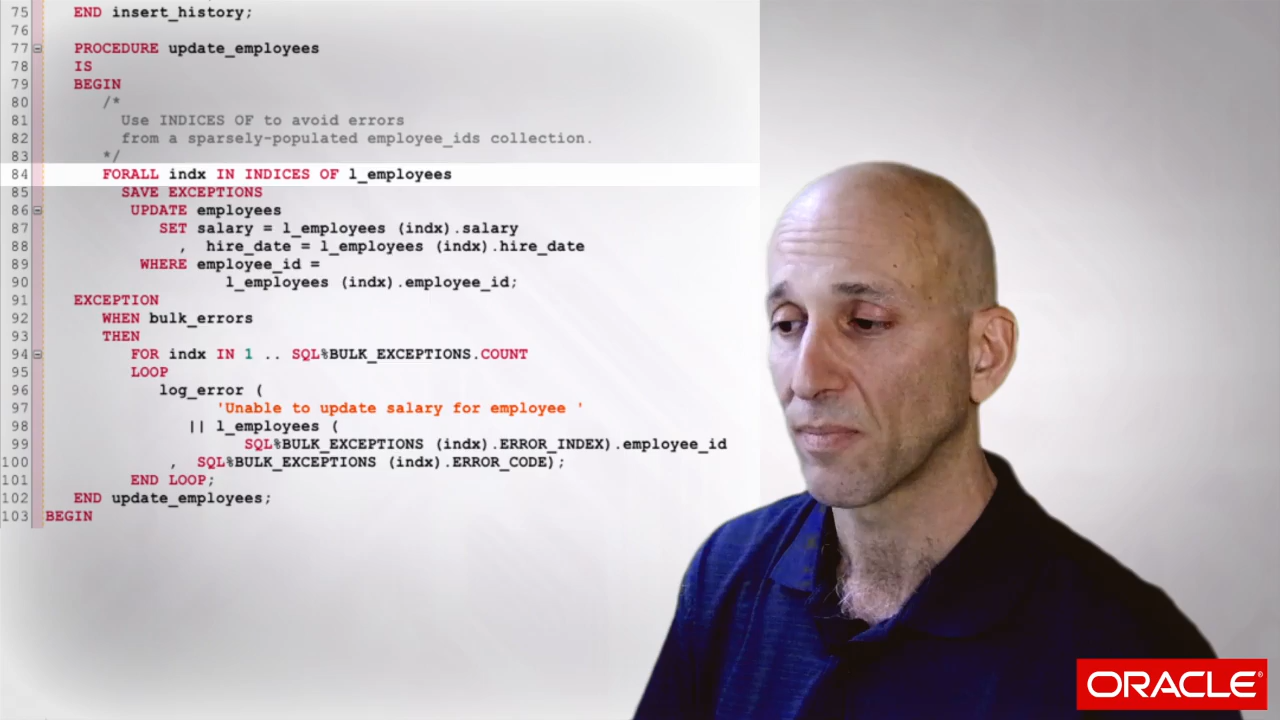 75 END insert_history;
76
77 PROCEDURE update_employees
78 IS
79 BEGIN
80 /*
81 Use INDICES OF to avoid errors
82 from a sparsely-populated employee_ids collection.
83 */
84 FORALL indx IN INDICES OF l_employees
85 SAVE EXCEPTIONS
86 UPDATE employees
87 SET salary = l_employees (indx).salary
88 , hire_date = l_employees (indx).hire_date
89 WHERE employee_id =
90 l_employees (indx).employee_id;
91 EXCEPTION
92 WHEN bulk_errors
93 THEN
94 FOR indx IN 1 .. SQL%BULK_EXCEPTIONS.COUNT
95 LOOP
96 log_error (
97 'Unable to update salary for employee '
98 || l_employees (
99 SQL%BULK_EXCEPTIONS (indx).ERROR_INDEX).employee_id
100 , SQL%BULK_EXCEPTIONS (indx).ERROR_CODE);
101 END LOOP;
102 END update_employees;
103 BEGIN
ORACLE®